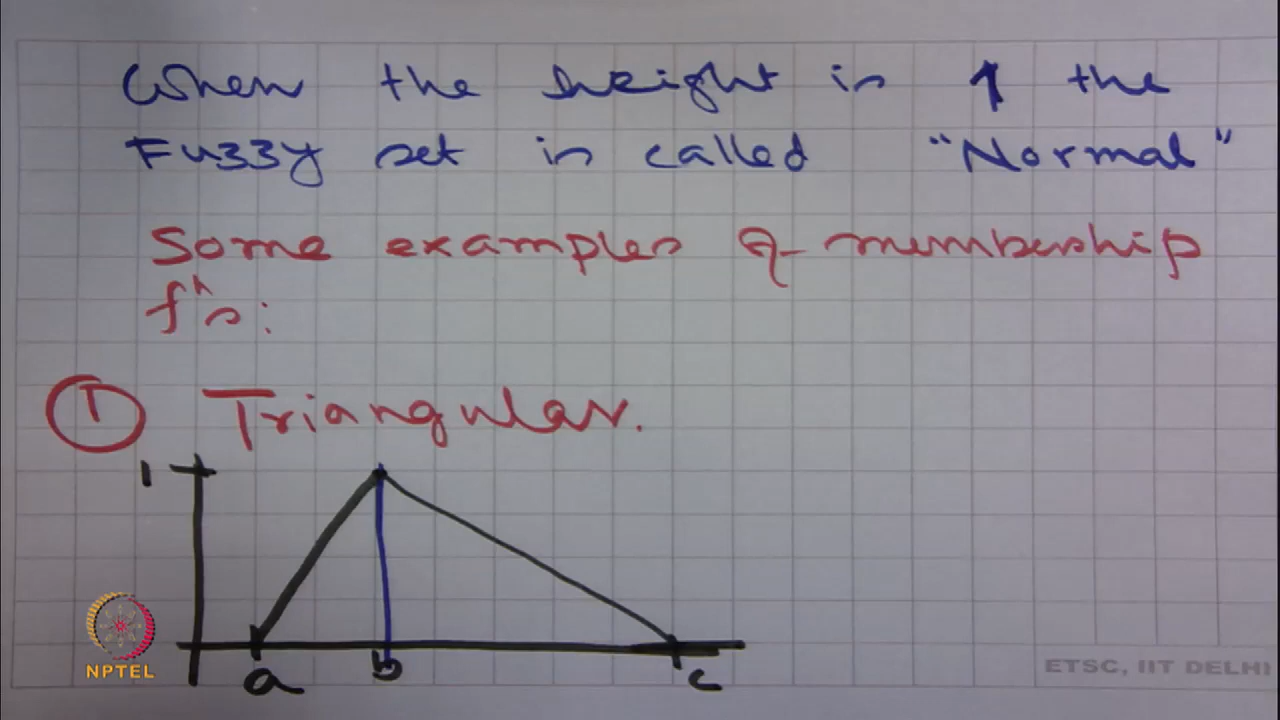 When the height is 1 the
Fuzzy set is called "Normal"
Some examples of membership
fⁿs:
① Triangular.
1
a b c
NPTEL
ETSC, IIT DELHI